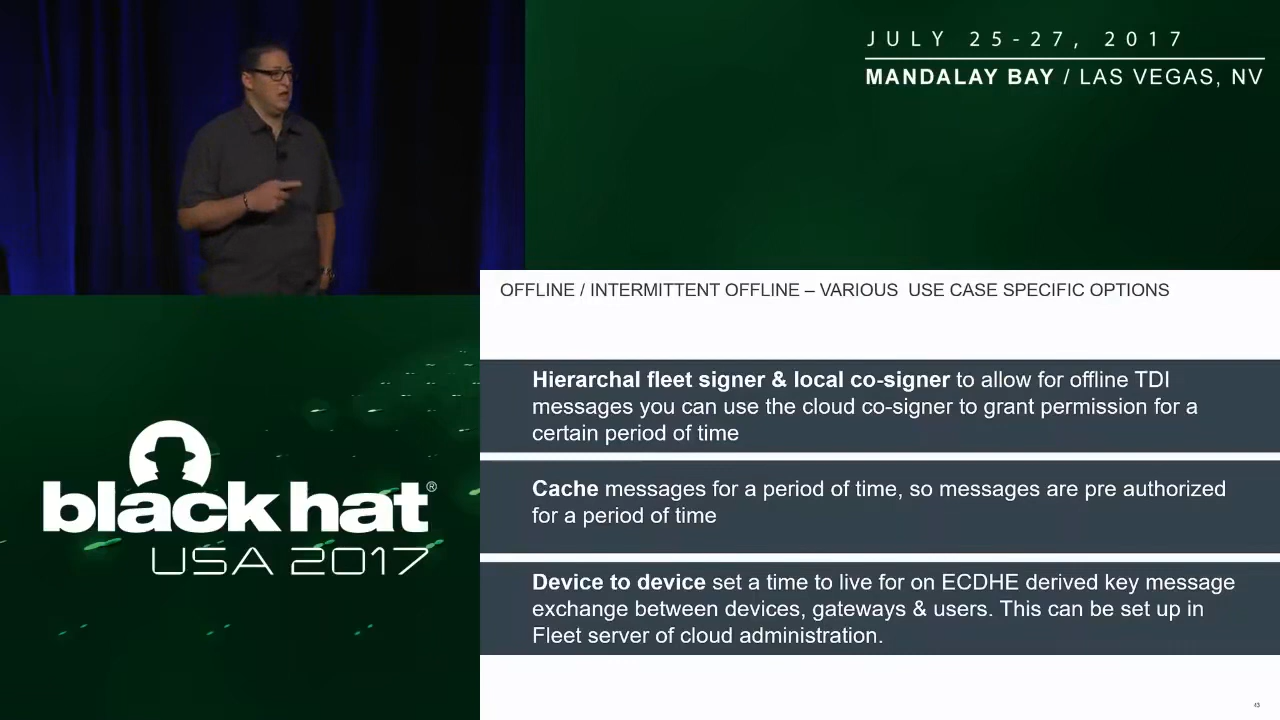 JULY 25-27, 2017
MANDALAY BAY / LAS VEGAS, NV
OFFLINE / INTERMITTENT OFFLINE – VARIOUS  USE CASE SPECIFIC OPTIONS
Hierarchal fleet signer & local co-signer to allow for offline TDI
messages you can use the cloud co-signer to grant permission for a
certain period of time
Cache messages for a period of time, so messages are pre authorized
for a period of time
Device to device set a time to live for on ECDHE derived key message
exchange between devices, gateways & users. This can be set up in
Fleet server of cloud administration.
black hat®
USA 2017
43